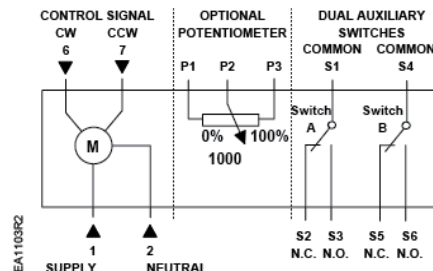 CONTROL SIGNAL OPTIONAL DUAL AUXILIARY
CW CCW POTENTIOMETER SWITCHES
COMMON COMMON
6 7 P1 P2 P3 S1 S4
Switch Switch
A B
M 0% 100%
1000
S2 S3 S5 S6
1 2 N.C. N.O. N.C. N.O.
SUPPLY NEUTRAL
EA1103R2